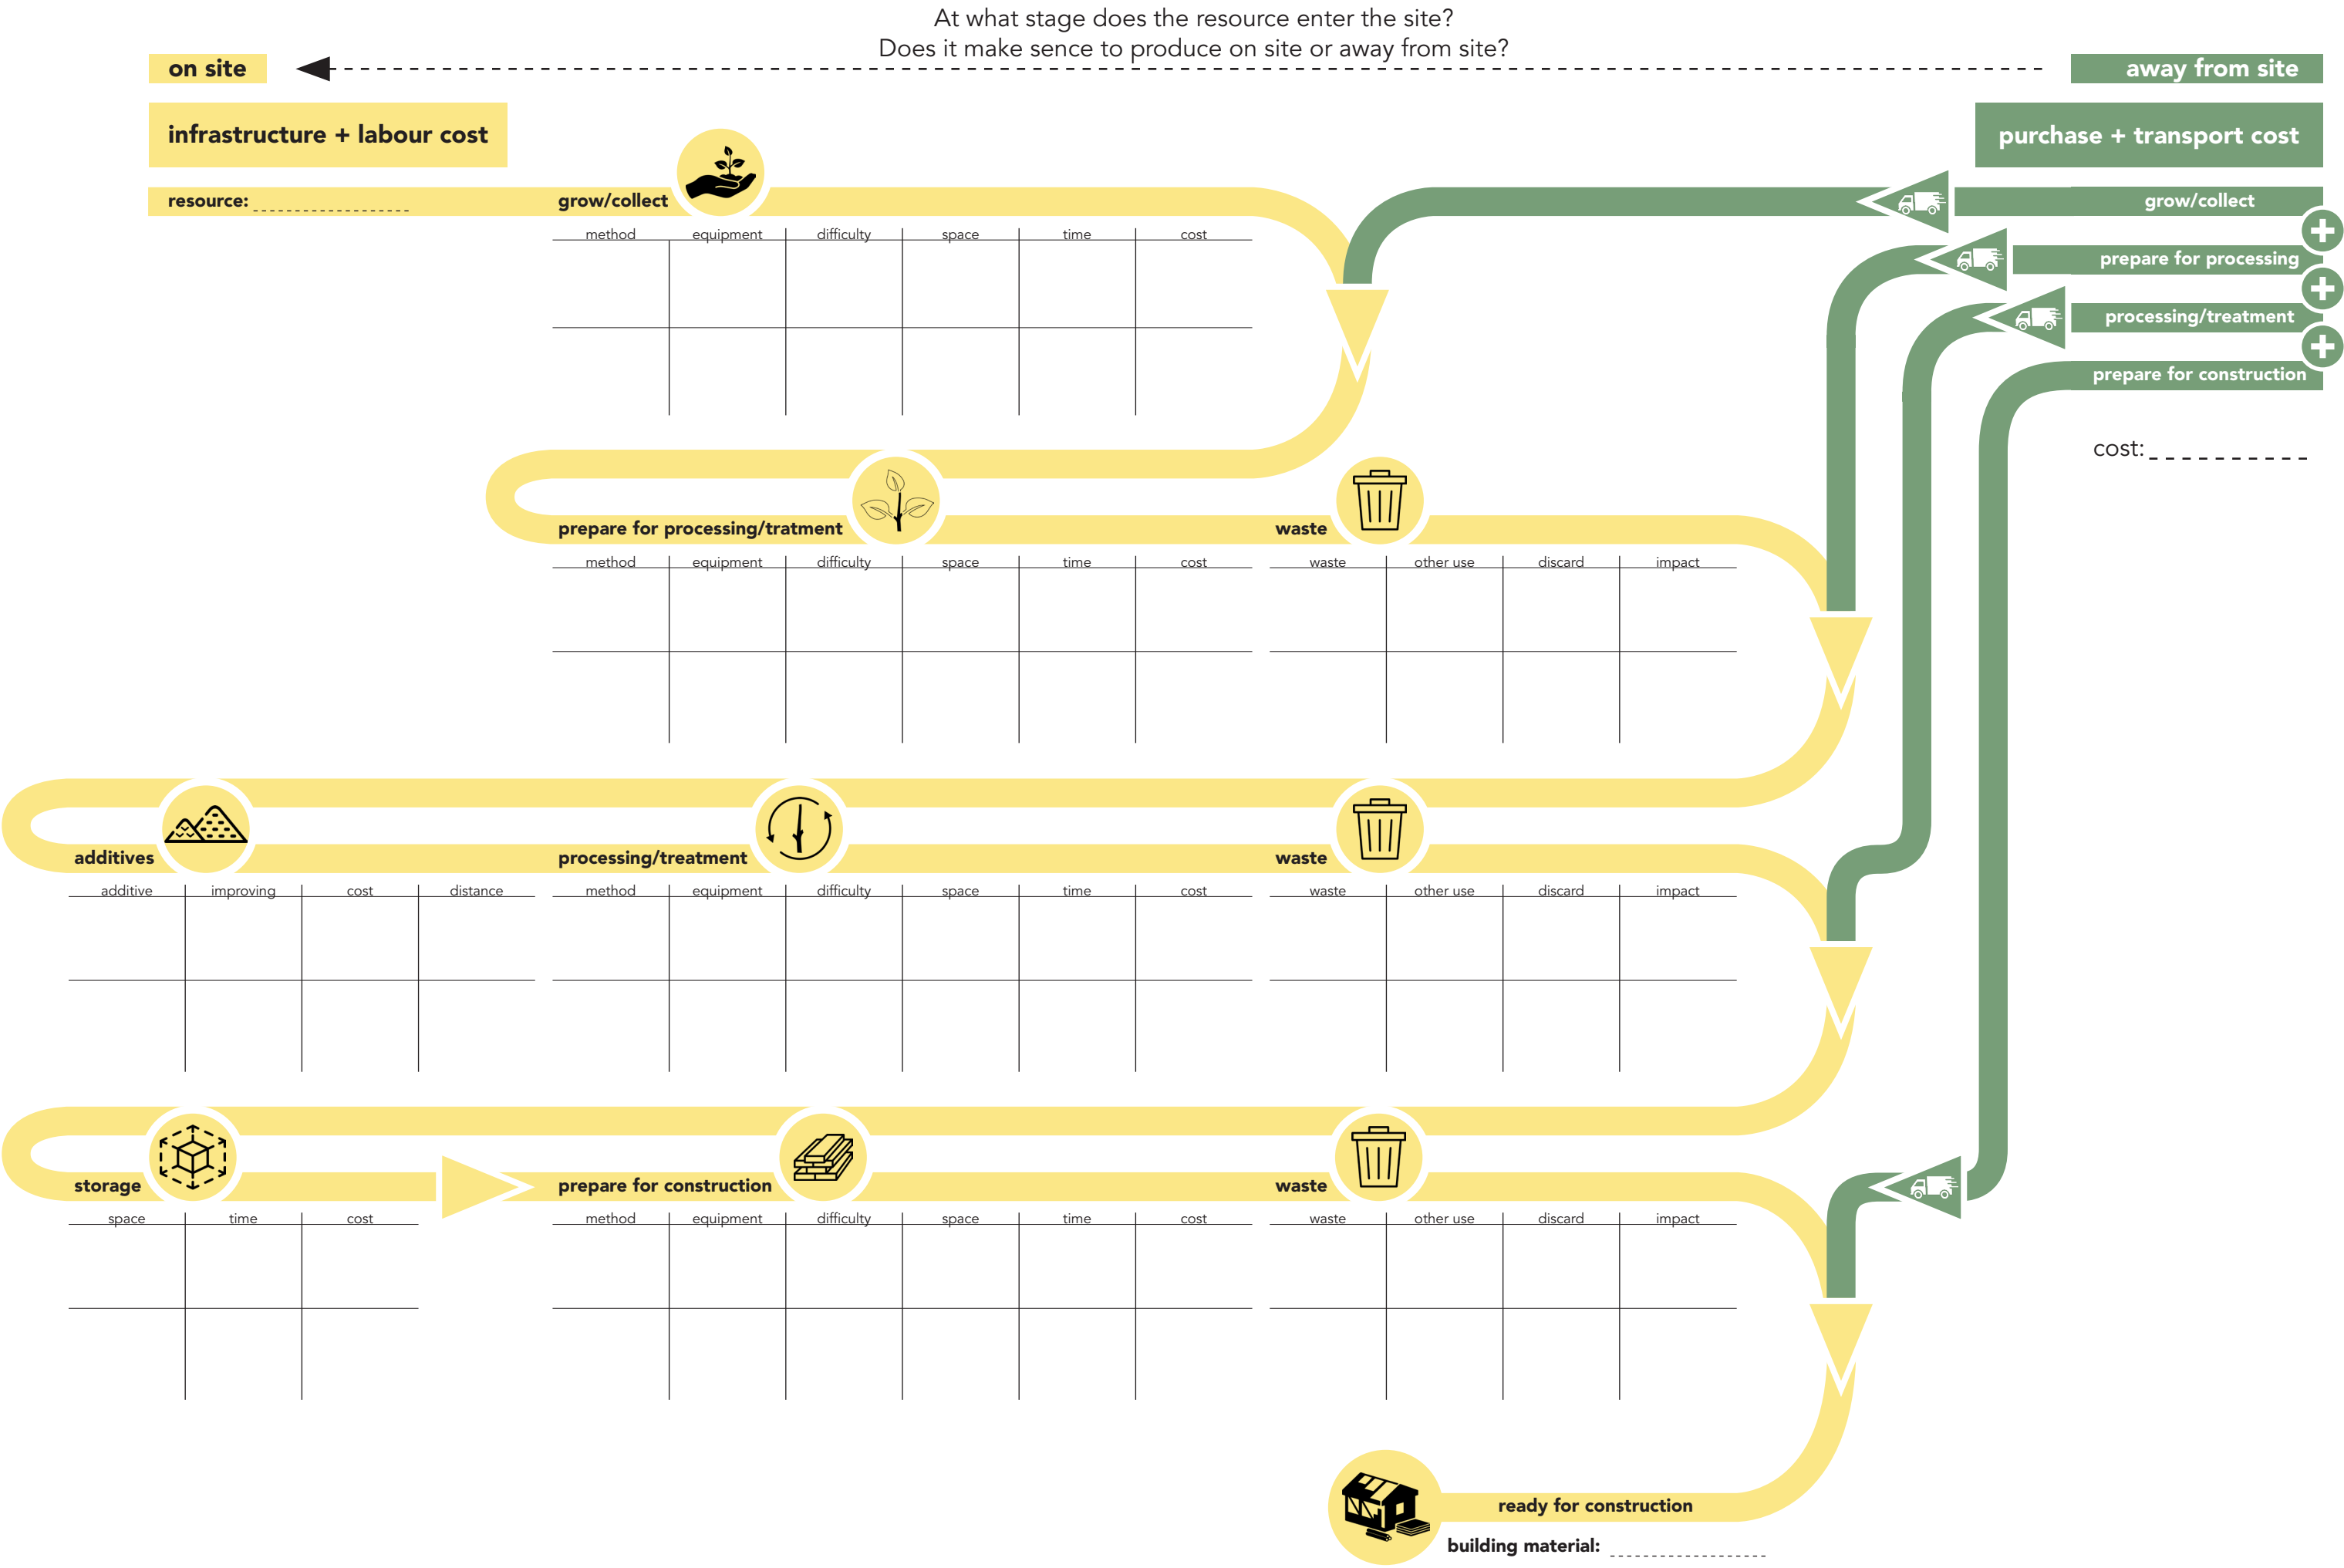 At what stage does the resource enter the site?
Does it make sence to produce on site or away from site?
on site
away from site
infrastructure + labour cost
purchase + transport cost
resource:
grow/collect
grow/collect
method equipment difficulty space time cost
prepare for processing
processing/treatment
prepare for construction
cost:
prepare for processing/tratment
waste
method equipment difficulty space time cost
waste other use discard impact
additives
processing/treatment
waste
additive improving cost distance
method equipment difficulty space time cost
waste other use discard impact
storage
prepare for construction
waste
space time cost
method equipment difficulty space time cost
waste other use discard impact
ready for construction
building material: